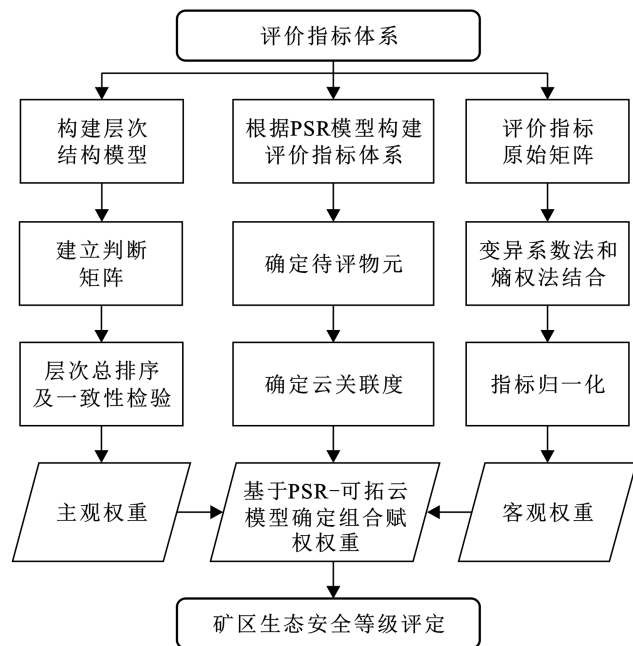 评价指标体系
构建层次
结构模型
根据PSR模型构建
评价指标体系
评价指标
原始矩阵
建立判断
矩阵
确定待评物元
变异系数法和
熵权法结合
层次总排序
及一致性检验
确定云关联度
指标归一化
主观权重
基于PSR-可拓云
模型确定组合赋
权权重
客观权重
矿区生态安全等级评定